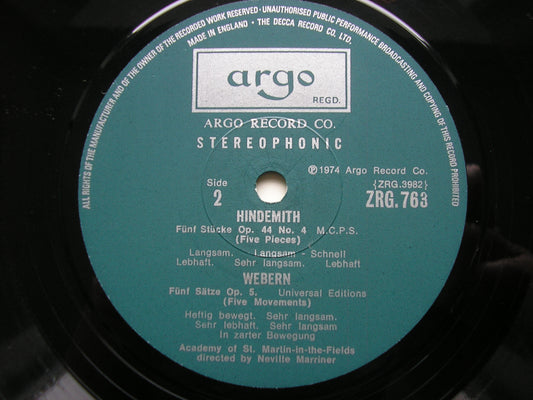 ALL RIGHTS OF THE MANUFACTURER AND OF THE OWNER OF THE RECORDED WORK RESERVED · UNAUTHORISED PUBLIC PERFORMANCE BROADCASTING AND COPYING OF THIS RECORD PROHIBITED
MADE IN ENGLAND · THE DECCA RECORD CO. LTD.
argo
REGD.
ARGO RECORD CO.
STEREOPHONIC
℗1974 Argo Record Co.
Side
2
{ZRG.3982}
ZRG.763
HINDEMITH
Fünf Stücke Op. 44 No. 4 M.C.P.S.
(Five Pieces)
Langsam. Langsam - Schnell
Lebhaft. Sehr langsam. Lebhaft
WEBERN
Fünf Sätze Op. 5. Universal Editions
(Five Movements)
Heftig bewegt. Sehr langsam.
Sehr lebhaft. Sehr langsam
In zarter Bewegung
Academy of St. Martin-in-the-Fields
directed by Neville Marriner